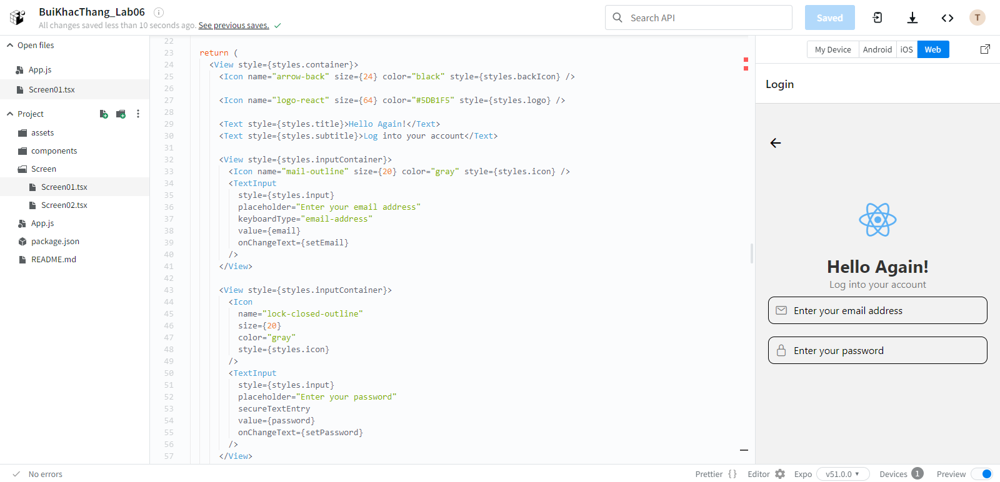 BuiKhacThang_Lab06
All changes saved less than 10 seconds ago. See previous saves.
Search API
Saved
T
Open files
App.js
Screen01.tsx
Project
assets
components
Screen
Screen01.tsx
Screen02.tsx
App.js
package.json
README.md
22
23 return (
24 <View style={styles.container}>
25 <Icon name="arrow-back" size={24} color="black" style={styles.backIcon} />
26
27 <Icon name="logo-react" size={64} color="#5DB1F5" style={styles.logo} />
28
29 <Text style={styles.title}>Hello Again!</Text>
30 <Text style={styles.subtitle}>Log into your account</Text>
31
32 <View style={styles.inputContainer}>
33 <Icon name="mail-outline" size={20} color="gray" style={styles.icon} />
34 <TextInput
35 style={styles.input}
36 placeholder="Enter your email address"
37 keyboardType="email-address"
38 value={email}
39 onChangeText={setEmail}
40 />
41 </View>
42
43 <View style={styles.inputContainer}>
44 <Icon
45 name="lock-closed-outline"
46 size={20}
47 color="gray"
48 style={styles.icon}
49 />
50 <TextInput
51 style={styles.input}
52 placeholder="Enter your password"
53 secureTextEntry
54 value={password}
55 onChangeText={setPassword}
56 />
57 </View>
My Device Android iOS Web
Login
Hello Again!
Log into your account
Enter your email address
Enter your password
No errors
Prettier { } Editor Expo v51.0.0 Devices 1 Preview